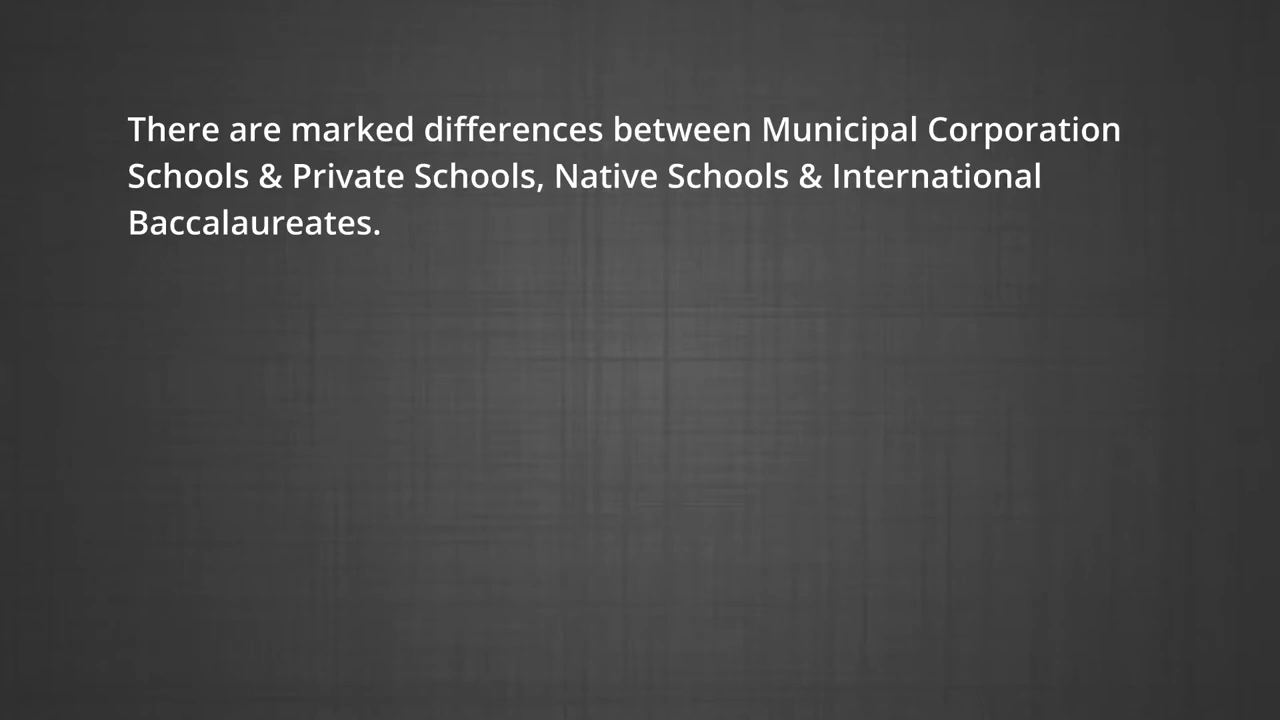 There are marked differences between Municipal Corporation
Schools & Private Schools, Native Schools & International
Baccalaureates.